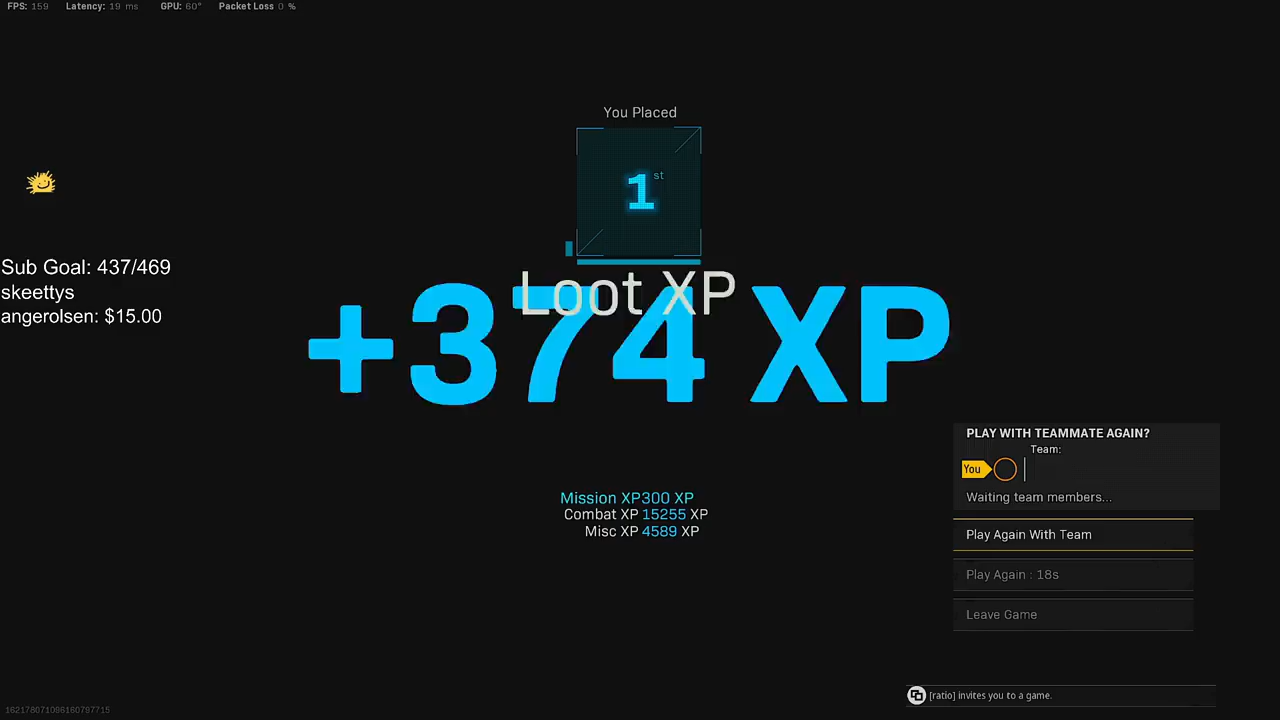 FPS: 159 Latency: 19 ms GPU: 60° Packet Loss 0 %
You Placed
1st
Sub Goal: 437/469
skeettys
angerolsen: $15.00
Loot XP
+374 XP
Mission XP300 XP
Combat XP 15255 XP
Misc XP 4589 XP
PLAY WITH TEAMMATE AGAIN?
Team:
You
Waiting team members...
Play Again With Team
Play Again : 18s
Leave Game
[ratio] invites you to a game.